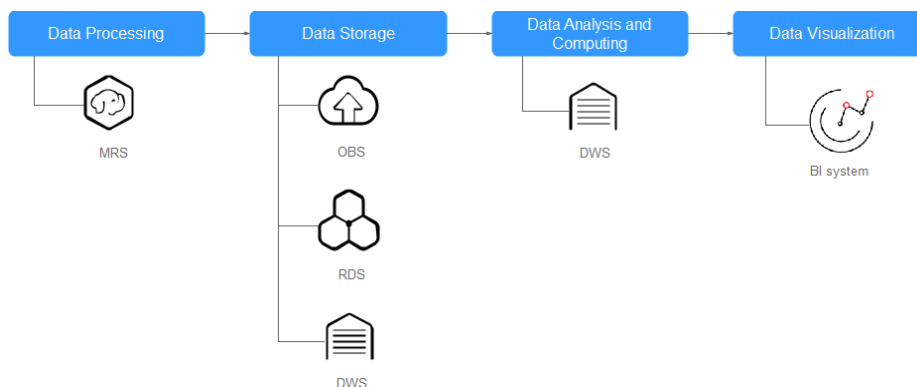 Data Processing
Data Storage
Data Analysis and
Computing
Data Visualization
MRS
OBS
DWS
BI system
RDS
DWS